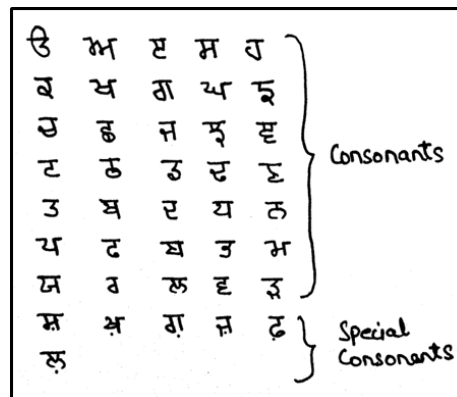 ੳ ਅ ੲ ਸ ਹ
ਕ ਖ ਗ ਘ ਙ
ਚ ਛ ਜ ਝ ਞ
ਟ ਠ ਡ ਢ ਣ Consonants
ਤ ਥ ਦ ਧ ਨ
ਪ ਫ ਬ ਭ ਮ
ਯ ਰ ਲ ਵ ੜ
ਸ਼ ਖ਼ ਗ਼ ਜ਼ ਫ਼ Special
ਲ਼ Consonants